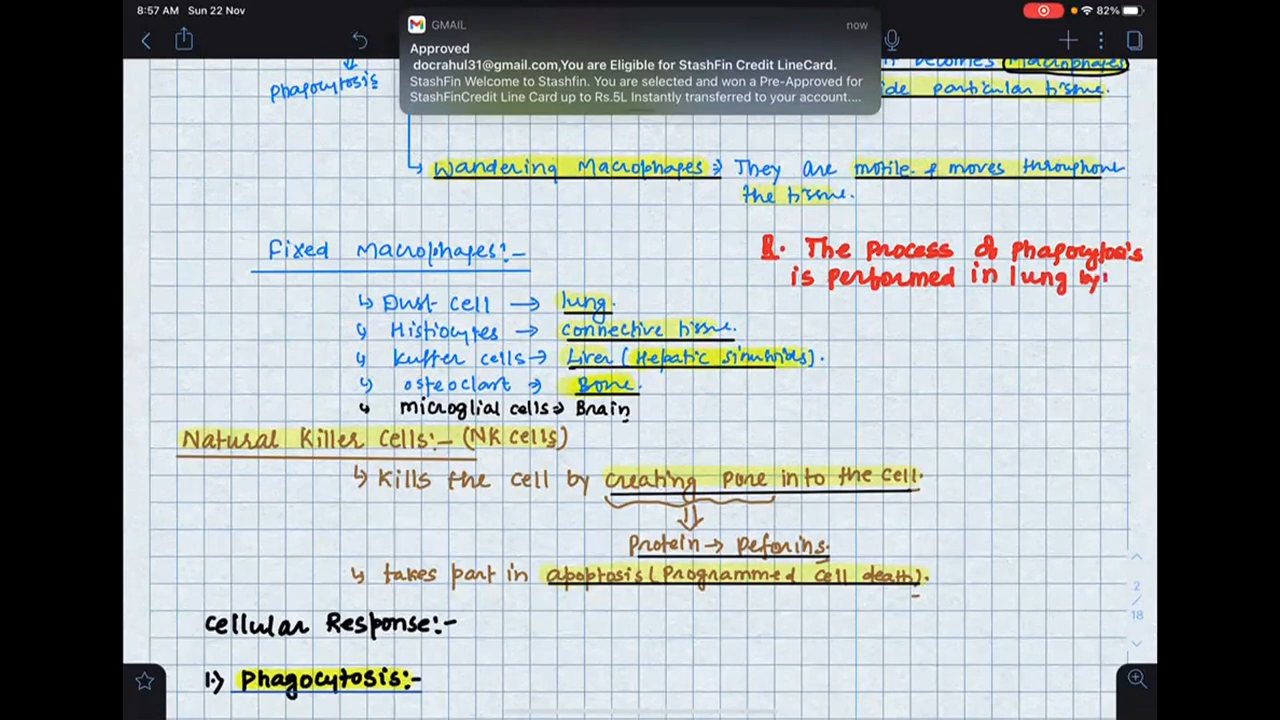 8:57 AM Sun 22 Nov
82%
GMAIL
now
Approved
docrahul31@gmail.com,You are Eligible for StashFin Credit LineCard.
StashFin Welcome to Stashfin. You are selected and won a Pre-Approved for
StashFinCredit Line Card up to Rs.5L Instantly transferred to your account....
becomes Macrophages
Phagocytosis
particular tissue.
Wandering Macrophages ⇒ They are motile & moves throughout
the tissue.
Fixed Macrophages:-
Q. The process of phagocytosis
is performed in lung by:
↳ Dust cell → lung.
↳ Histiocytes → connective tissue.
↳ Kuffer cells → Liver (Hepatic sinusoids).
↳ osteoclart → Bone.
↳ microglial cells ⇒ Brain
Natural Killer cells:- (NK cells)
↳ Kills the cell by creating pore into the cell.
Protein → Peforins.
↳ takes part in apoptosis (Programmed cell death).
Cellular Response:-
1.) Phagocytosis:-
2
/
18